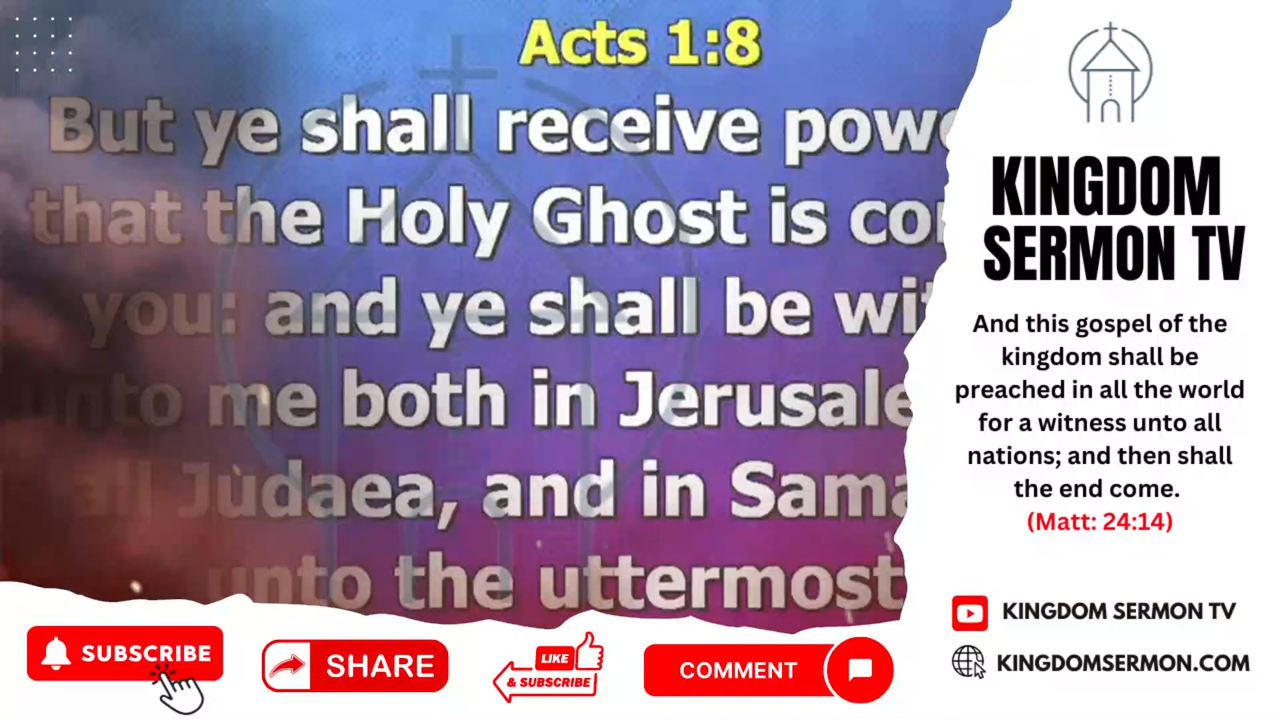 Acts 1:8
But ye shall receive powe
that the Holy Ghost is co
you: and ye shall be wit
unto me both in Jerusale
all Judaea, and in Sama
unto the uttermost
KINGDOM
SERMON TV
And this gospel of the
kingdom shall be
preached in all the world
for a witness unto all
nations; and then shall
the end come.
(Matt: 24:14)
KINGDOM SERMON TV
KINGDOMSERMON.COM
SUBSCRIBE
SHARE
LIKE
& SUBSCRIBE
COMMENT